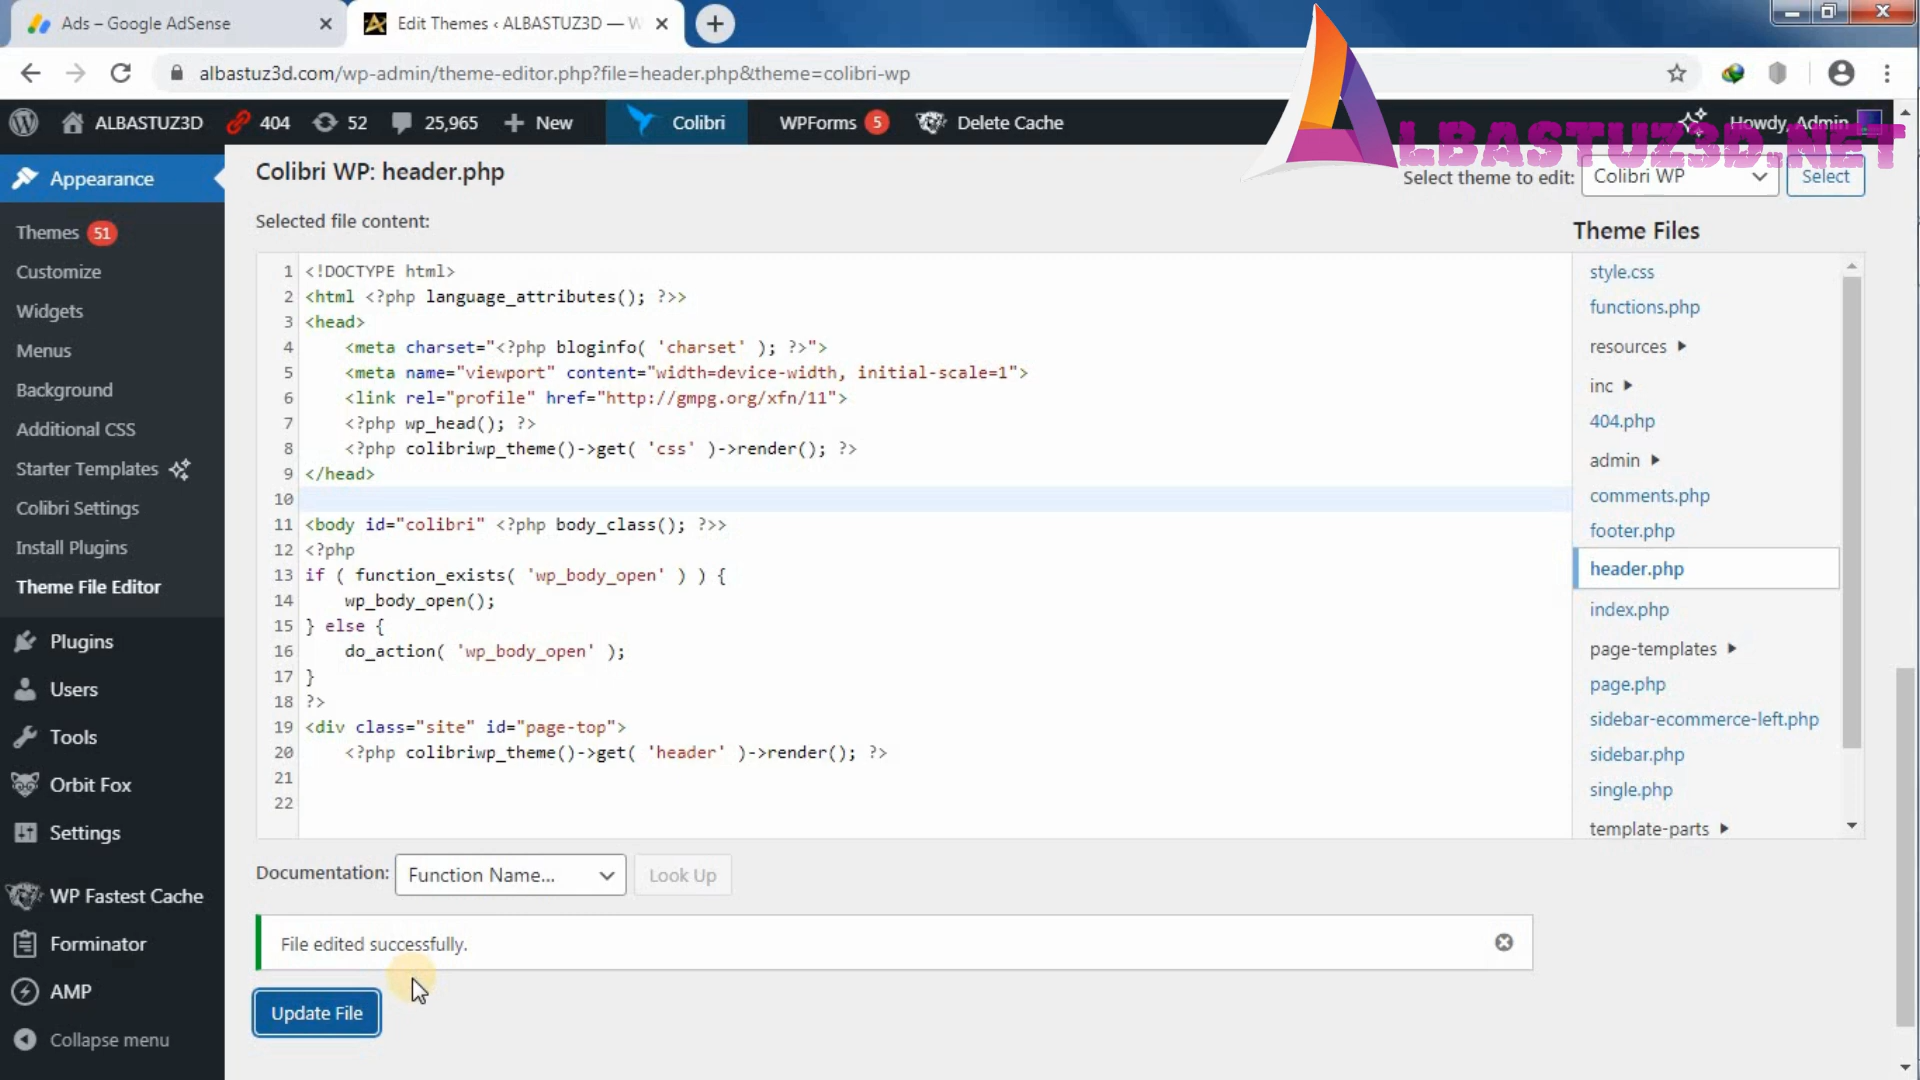 Ads – Google AdSense
Edit Themes ‹ ALBASTUZ3D — W
albastuz3d.com/wp-admin/theme-editor.php?file=header.php&theme=colibri-wp
ALBASTUZ3D 404 52 25,965 New Colibri WPForms 5 Delete Cache Howdy, Admin
ALBASTUZ3D.NET
Appearance
Themes 51
Customize
Widgets
Menus
Background
Additional CSS
Starter Templates
Colibri Settings
Install Plugins
Theme File Editor
Plugins
Users
Tools
Orbit Fox
Settings
WP Fastest Cache
Forminator
AMP
Collapse menu
Colibri WP: header.php
Select theme to edit: Colibri WP Select
Selected file content:
1 <!DOCTYPE html>
2 <html <?php language_attributes(); ?>>
3 <head>
4 <meta charset="<?php bloginfo( 'charset' ); ?>">
5 <meta name="viewport" content="width=device-width, initial-scale=1">
6 <link rel="profile" href="http://gmpg.org/xfn/11">
7 <?php wp_head(); ?>
8 <?php colibriwp_theme()->get( 'css' )->render(); ?>
9 </head>
10
11 <body id="colibri" <?php body_class(); ?>>
12 <?php
13 if ( function_exists( 'wp_body_open' ) ) {
14 wp_body_open();
15 } else {
16 do_action( 'wp_body_open' );
17 }
18 ?>
19 <div class="site" id="page-top">
20 <?php colibriwp_theme()->get( 'header' )->render(); ?>
21
22
Theme Files
style.css
functions.php
resources
inc
404.php
admin
comments.php
footer.php
header.php
index.php
page-templates
page.php
sidebar-ecommerce-left.php
sidebar.php
single.php
template-parts
Documentation: Function Name... Look Up
File edited successfully.
Update File